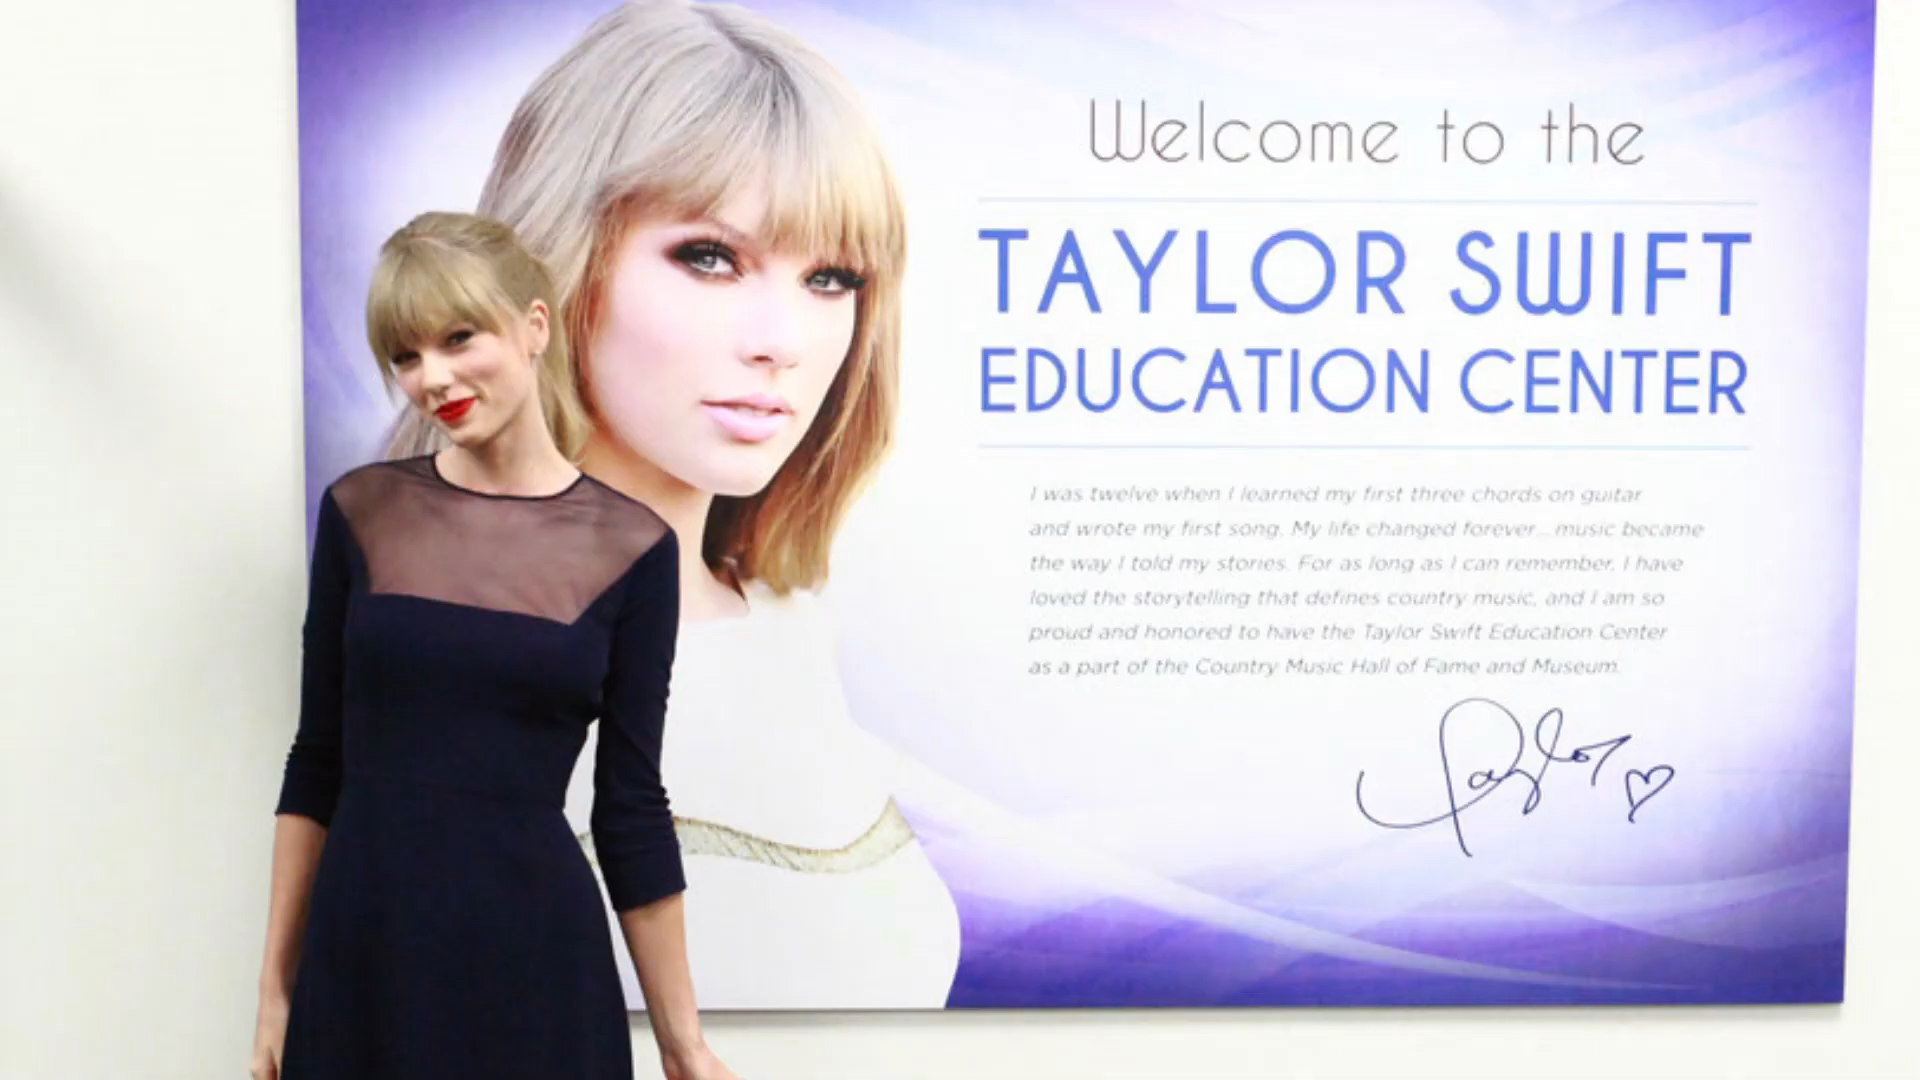 Welcome to the
TAYLOR SWIFT
EDUCATION CENTER
I was twelve when I learned my first three chords on guitar
and wrote my first song. My life changed forever...music became
the way I told my stories. For as long as I can remember, I have
loved the storytelling that defines country music, and I am so
proud and honored to have the Taylor Swift Education Center
as a part of the Country Music Hall of Fame and Museum.
Taylor